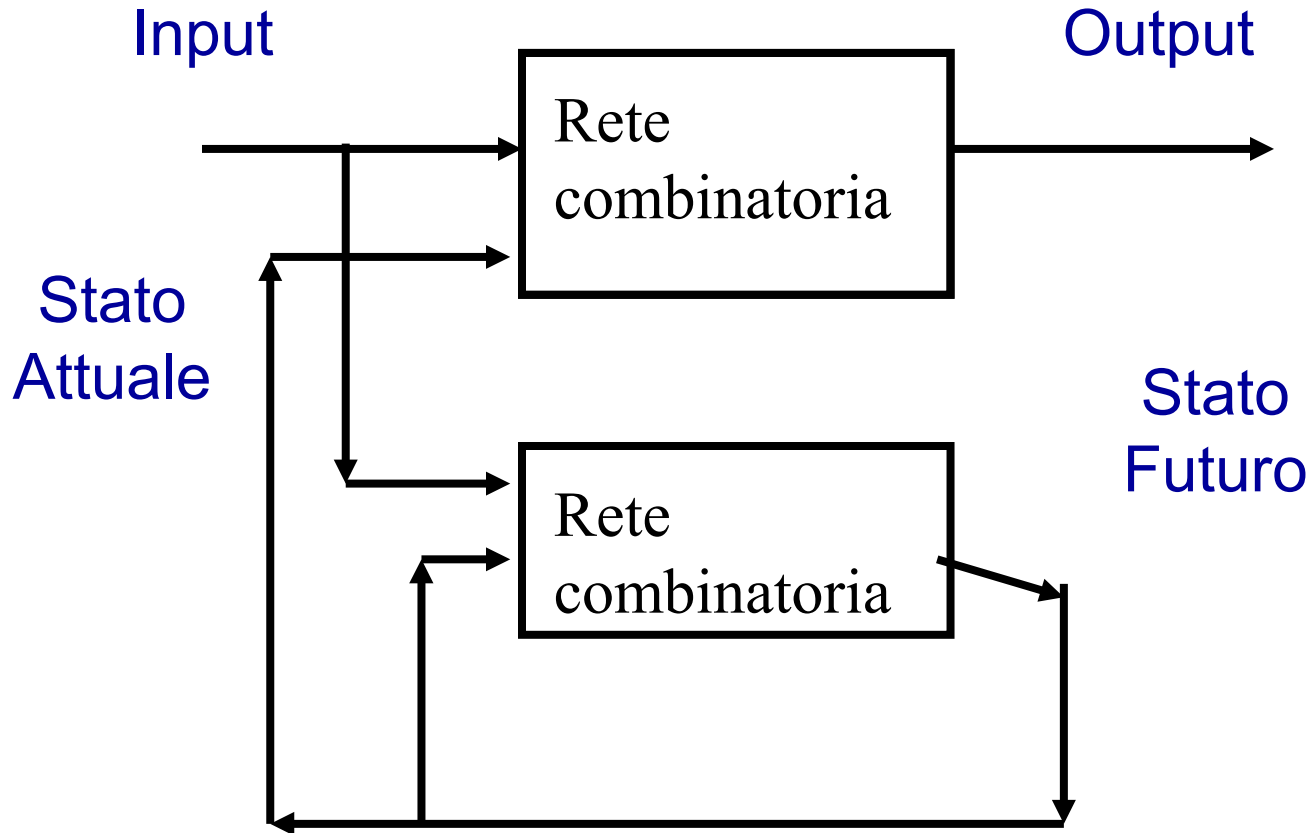 Input
Output
Rete
combinatoria
Stato
Attuale
Stato
Futuro
Rete
combinatoria